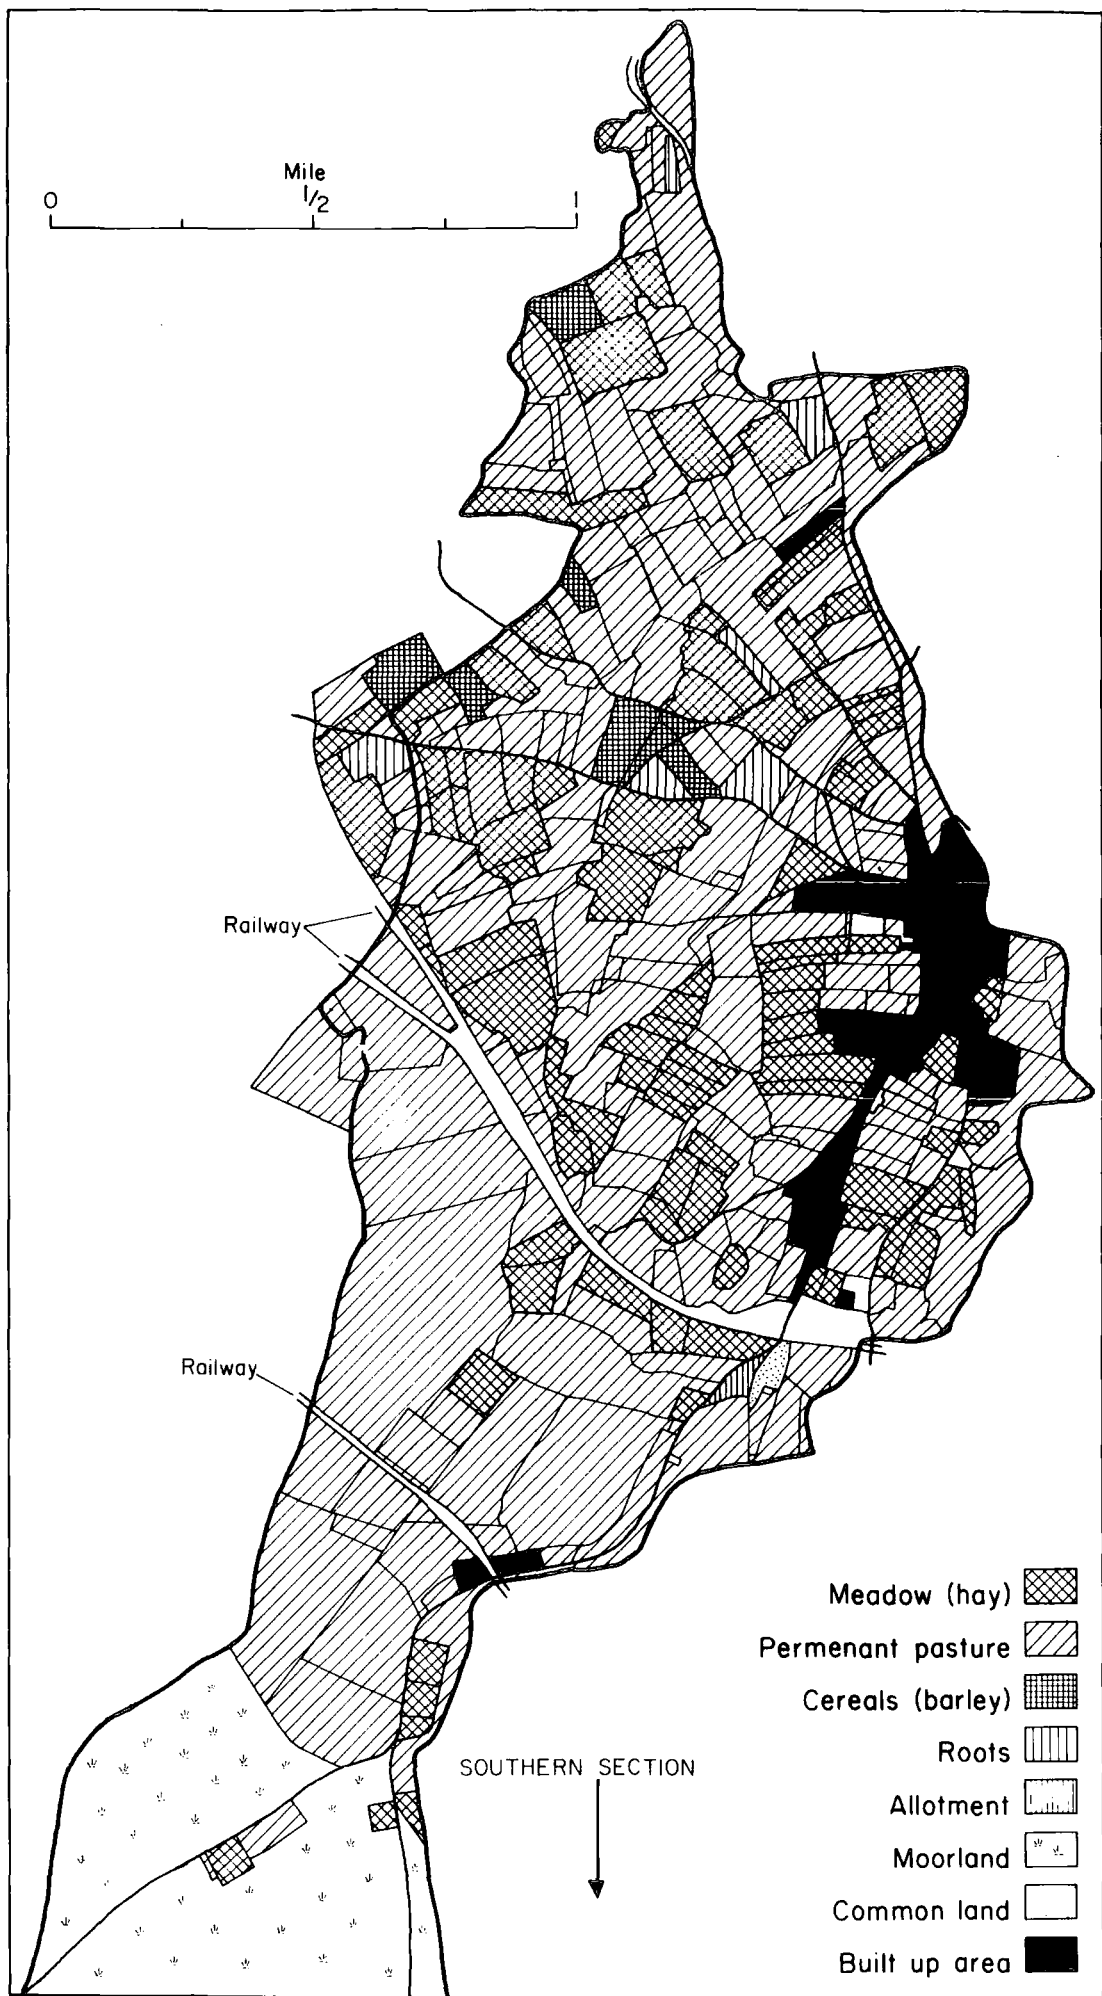 Mile
0 1/2 1
Railway
Railway
SOUTHERN SECTION
Meadow (hay)
Permenant pasture
Cereals (barley)
Roots
Allotment
Moorland
Common land
Built up area